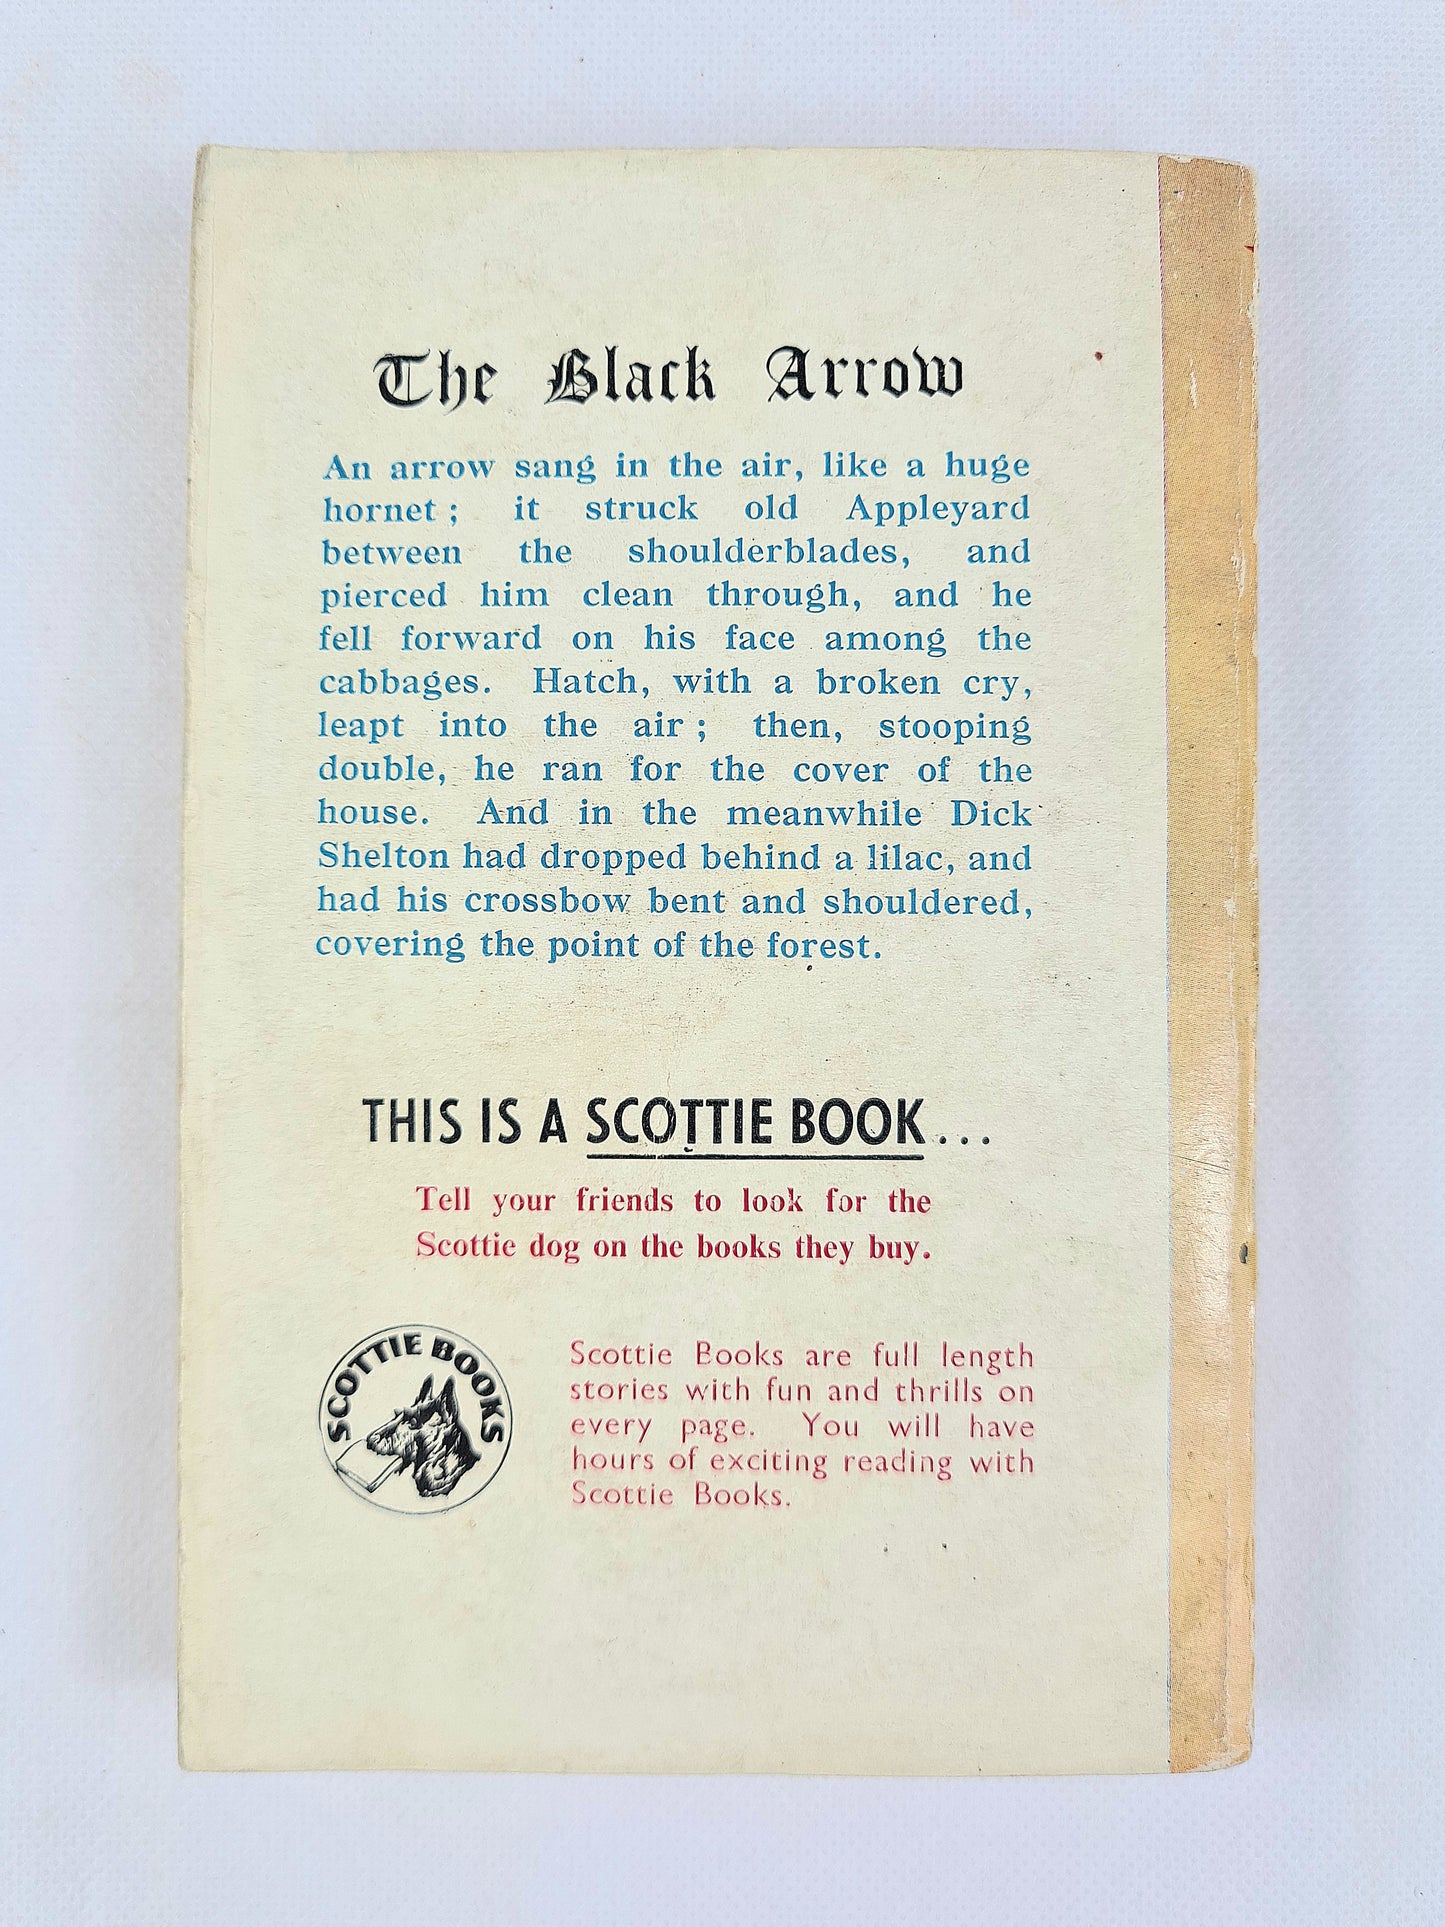 The Black Arrow
An arrow sang in the air, like a huge
hornet ; it struck old Appleyard
between the shoulderblades, and
pierced him clean through, and he
fell forward on his face among the
cabbages. Hatch, with a broken cry,
leapt into the air ; then, stooping
double, he ran for the cover of the
house. And in the meanwhile Dick
Shelton had dropped behind a lilac, and
had his crossbow bent and shouldered,
covering the point of the forest.
THIS IS A SCOTTIE BOOK...
Tell your friends to look for the
Scottie dog on the books they buy.
SCOTTIE BOOKS
Scottie Books are full length
stories with fun and thrills on
every page. You will have
hours of exciting reading with
Scottie Books.